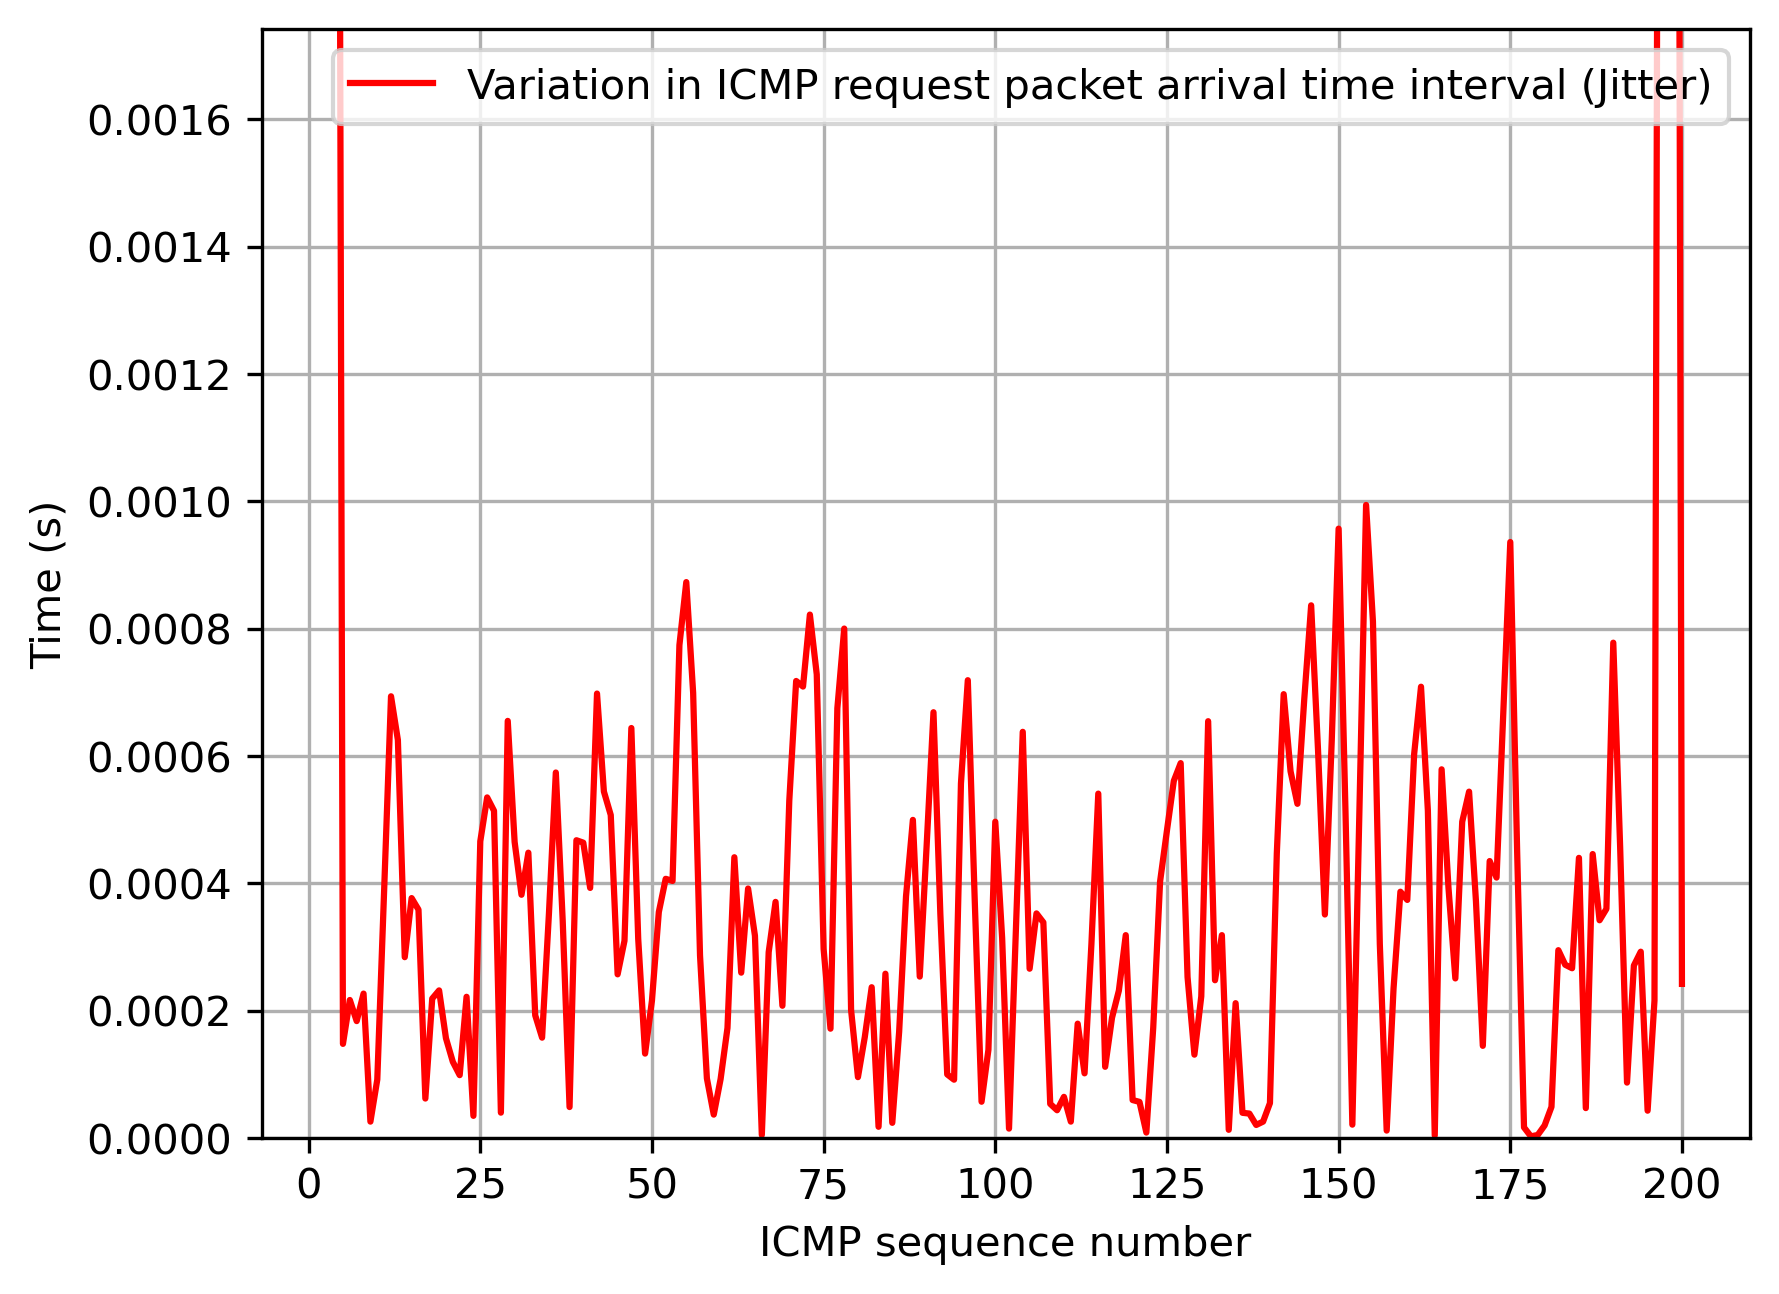 Variation in ICMP request packet arrival time interval (Jitter)
0.0016
0.0014
0.0012
0.0010
0.0008
0.0006
0.0004
0.0002
0.0000
Time (s)
0 25 50 75 100 125 150 175 200
ICMP sequence number